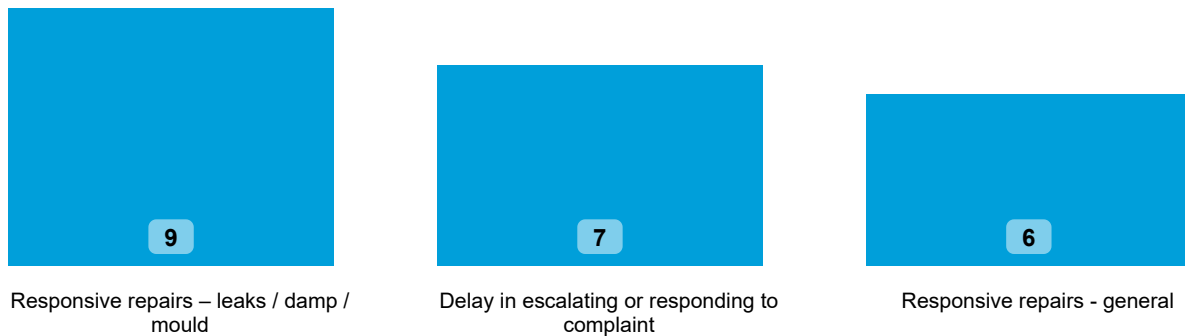 9
7
6
Responsive repairs – leaks / damp /
mould
Delay in escalating or responding to
complaint
Responsive repairs - general